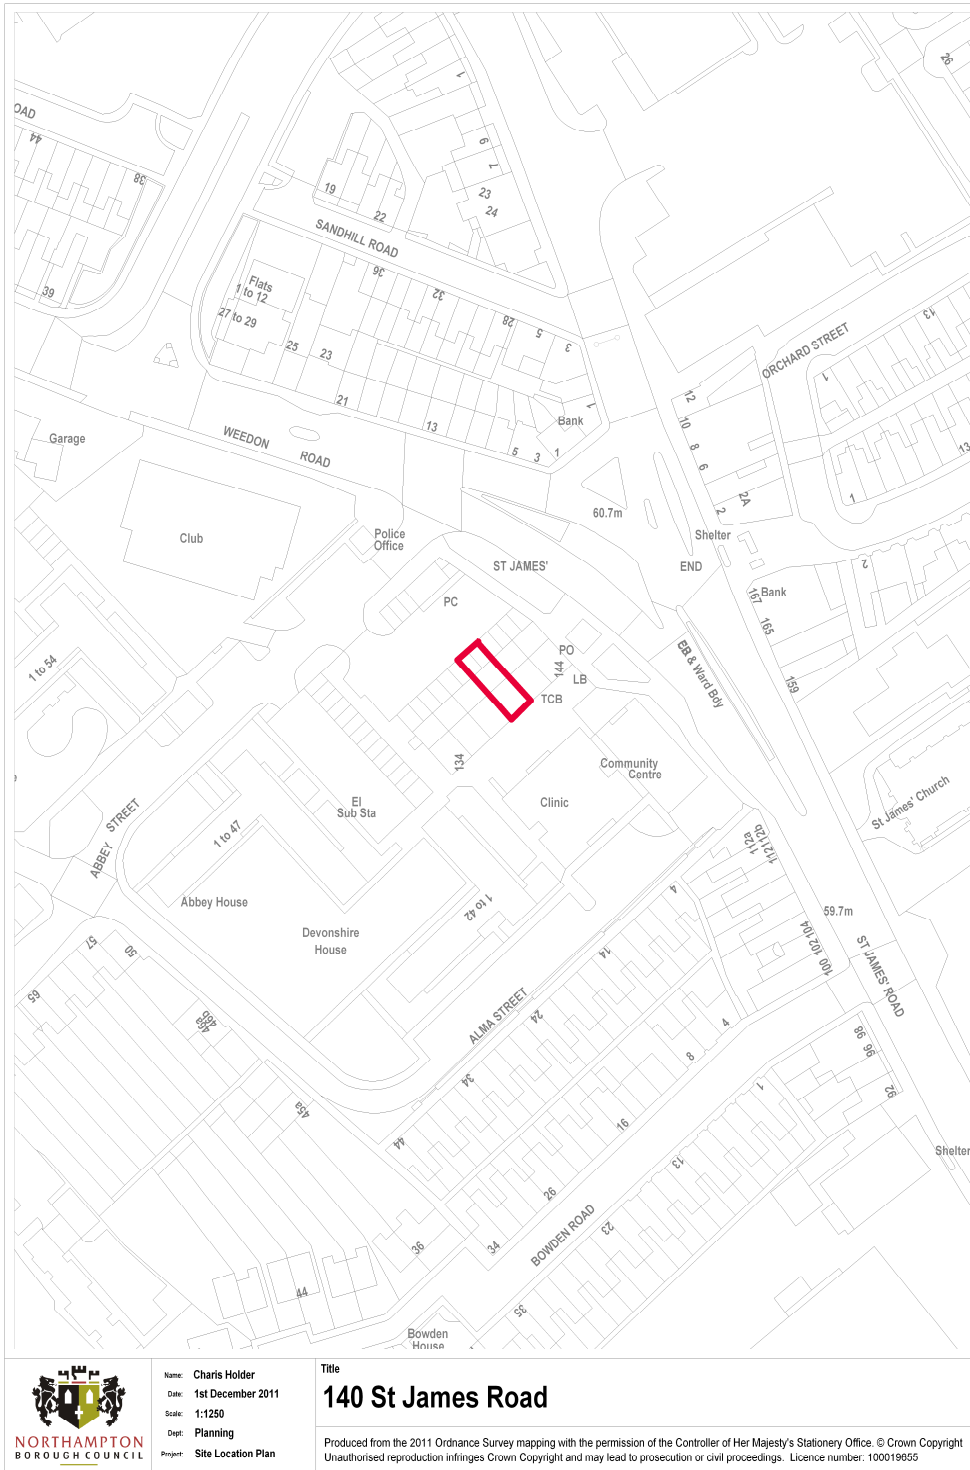 OAD
44
38
39
1
9
7
23
24
19
22
26
SANDHILL ROAD
36
32
28
5
3
1
Flats
1 to 12
27 to 29
25
23
21
13
5
3
1
Bank
ORCHARD STREET
13
1
12
10
8
6
2A
2
1
13
Garage
WEEDON
ROAD
60.7m
Shelter
Club
Police
Office
ST JAMES'
END
2
PC
Bank
167
165
159
PO
144
LB
TCB
& Ward Bdy
1 to 54
134
Community
Centre
St James' Church
El
Sub Sta
Clinic
ABBEY STREET
1 to 47
112a
112b
Abbey House
1 to 42
4
59.7m
Devonshire
House
57
50
14
104
102
100
ST JAMES' ROAD
65
46b
46a
ALMA STREET
24
4
98
96
92
8
34
1
45a
16
44
13
Shelter
26
BOWDEN ROAD
23
36
34
44
35
Bowden
House
NORTHAMPTON
BOROUGH COUNCIL
Name: Charis Holder
Date: 1st December 2011
Scale: 1:1250
Dept: Planning
Project: Site Location Plan
Title
140 St James Road
Produced from the 2011 Ordnance Survey mapping with the permission of the Controller of Her Majesty's Stationery Office. © Crown Copyright
Unauthorised reproduction infringes Crown Copyright and may lead to prosecution or civil proceedings. Licence number: 100019655